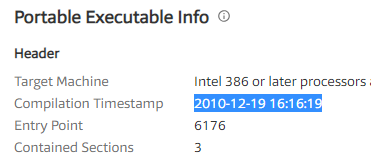 Portable Executable Info
Header
Target Machine Intel 386 or later processors
Compilation Timestamp 2010-12-19 16:16:19
Entry Point 6176
Contained Sections 3